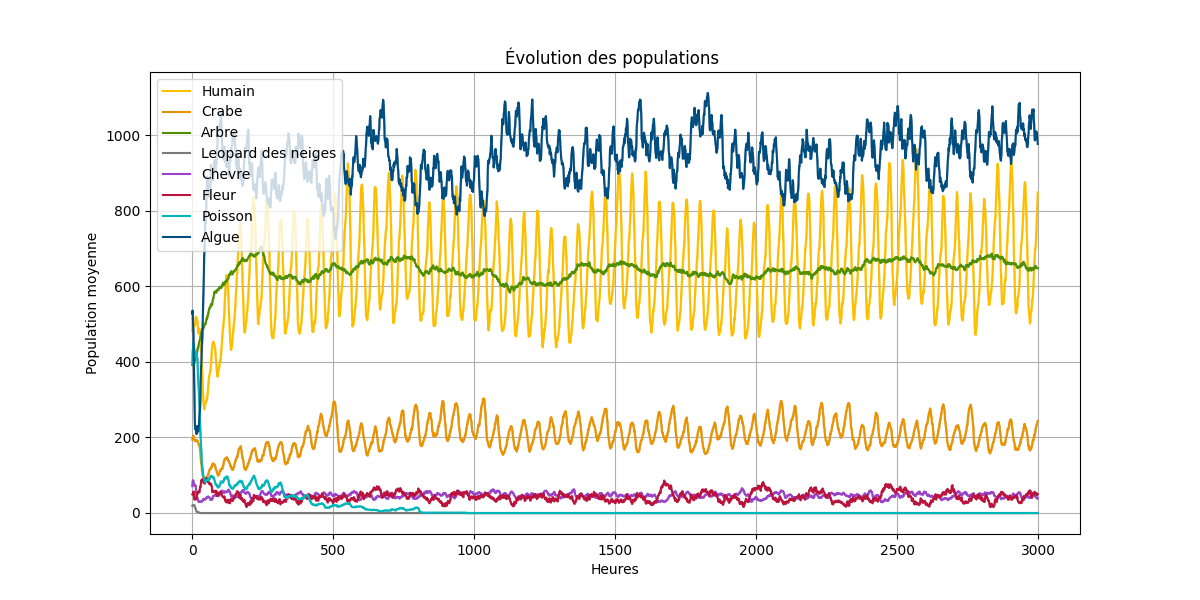 Évolution des populations
Humain
Crabe
Arbre
Leopard des neiges
Chevre
Fleur
Poisson
Algue
Population moyenne
1000
800
600
400
200
0
0 500 1000 1500 2000 2500 3000
Heures